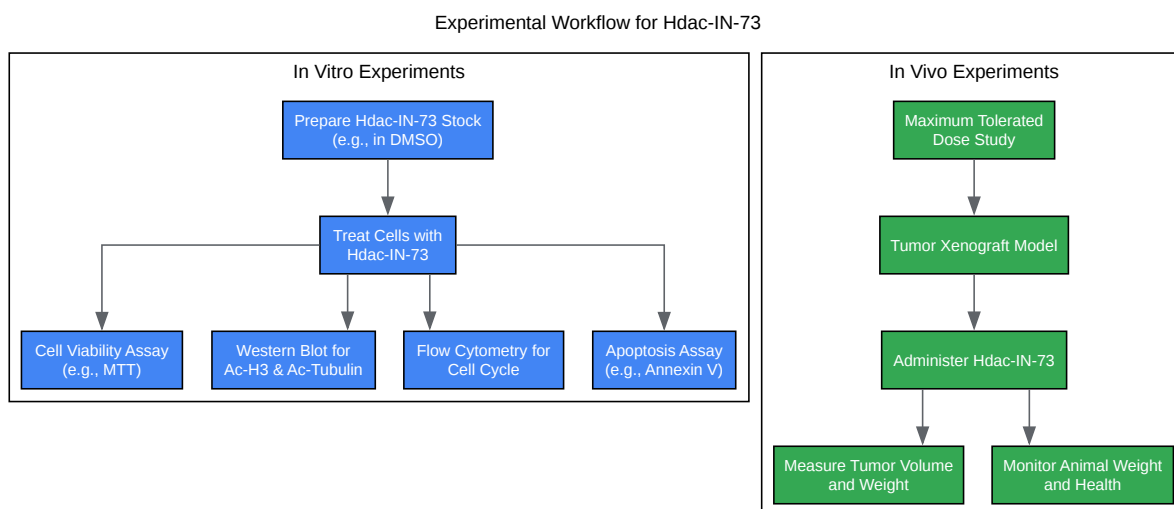 Experimental Workflow for Hdac-IN-73
In Vitro Experiments
Prepare Hdac-IN-73 Stock
(e.g., in DMSO)
Treat Cells with
Hdac-IN-73
Cell Viability Assay
(e.g., MTT)
Western Blot for
Ac-H3 & Ac-Tubulin
Flow Cytometry for
Cell Cycle
Apoptosis Assay
(e.g., Annexin V)
In Vivo Experiments
Maximum Tolerated
Dose Study
Tumor Xenograft Model
Administer Hdac-IN-73
Measure Tumor Volume
and Weight
Monitor Animal Weight
and Health